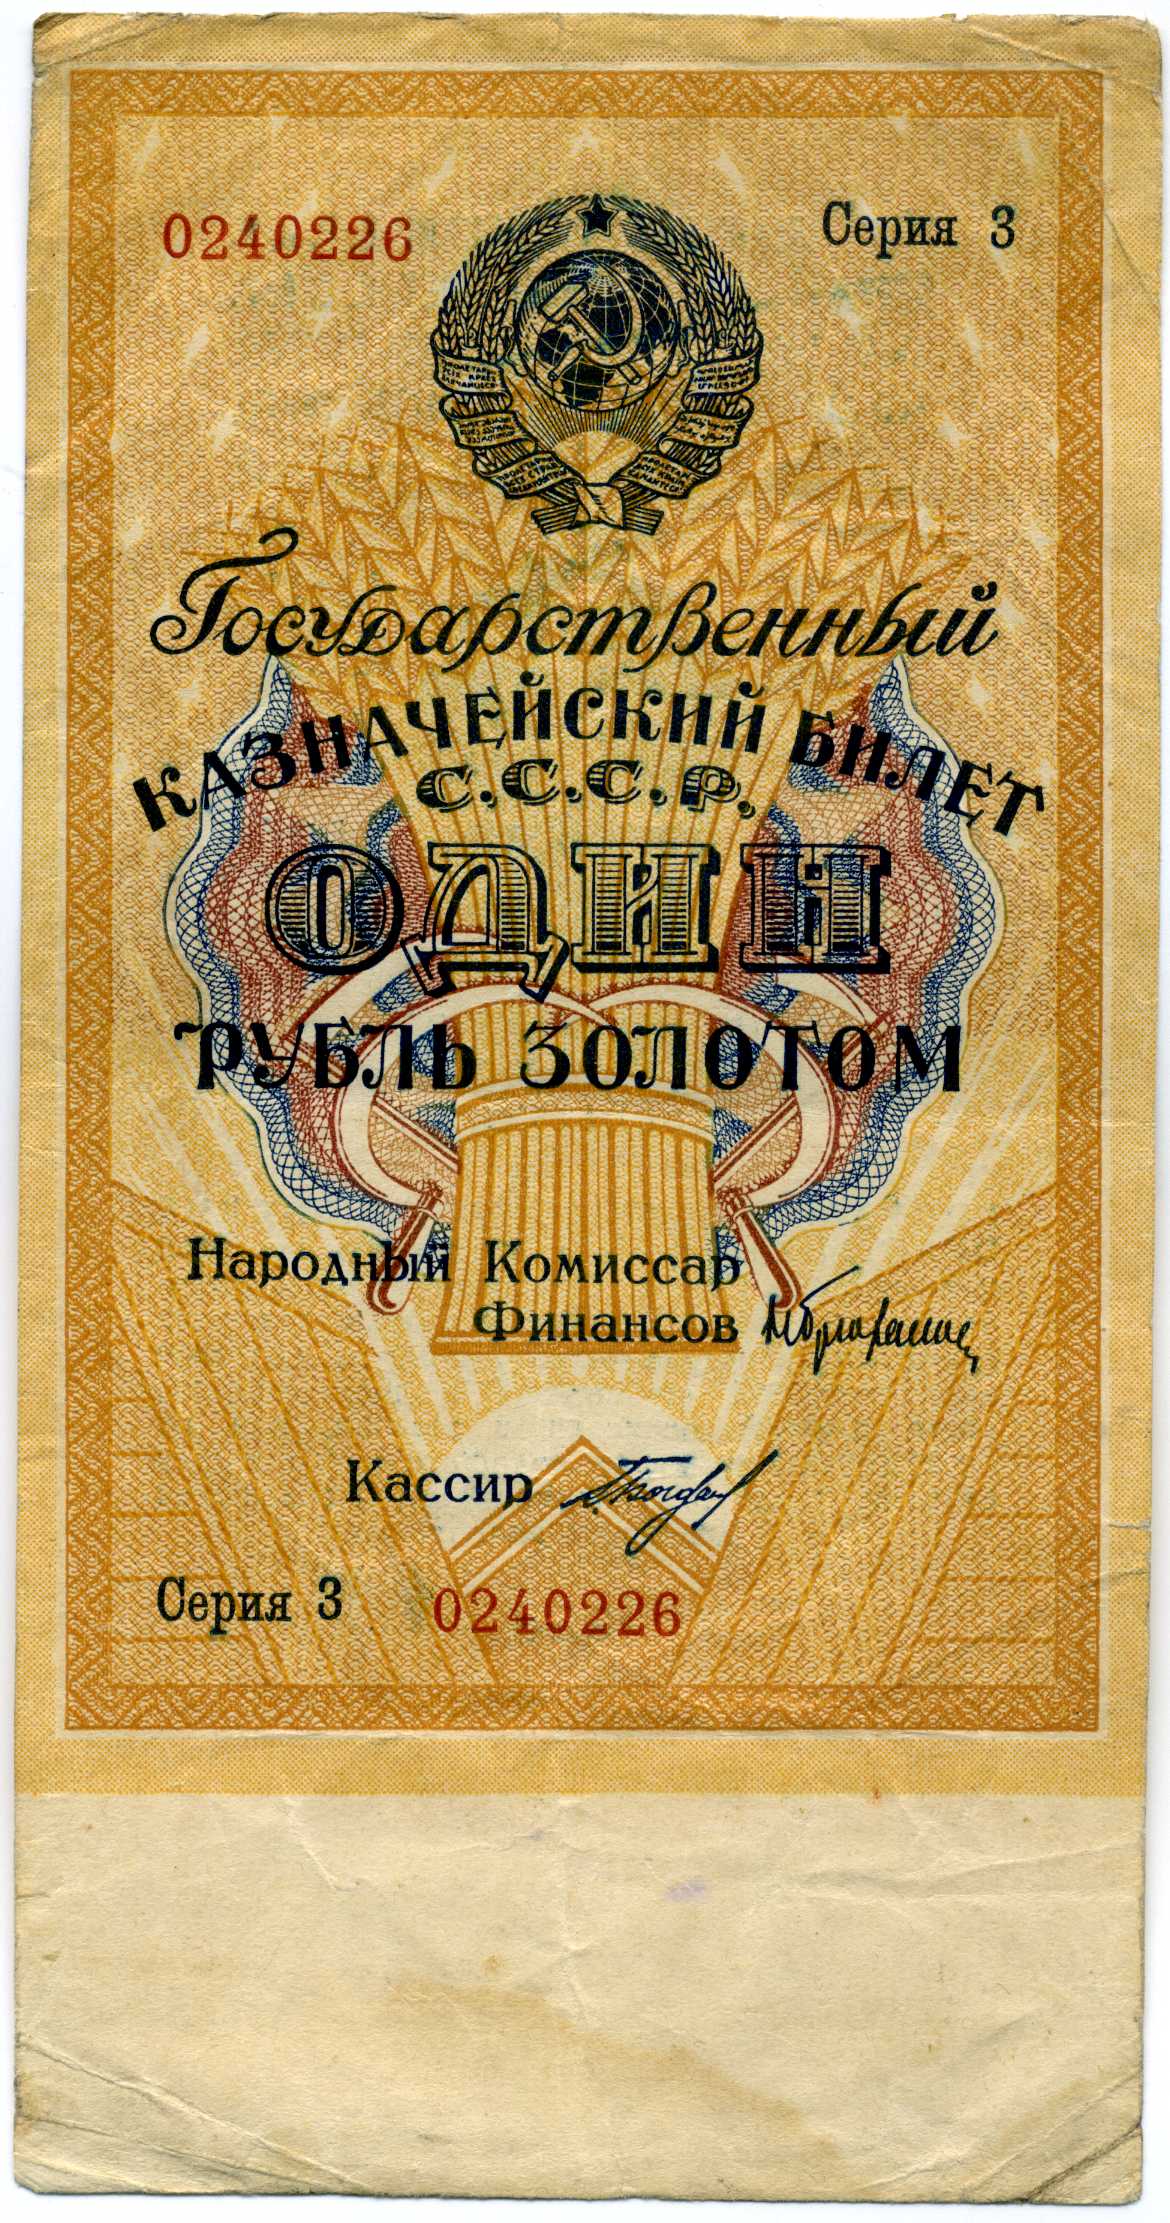 0240226 Серия 3
Государственный
КАЗНАЧЕЙСКИЙ БИЛЕТ
С.С.С.Р.
ОДИН
РУБЛЬ ЗОЛОТОМ
Народный Комиссар
Финансов
Кассир
Серия 3 0240226